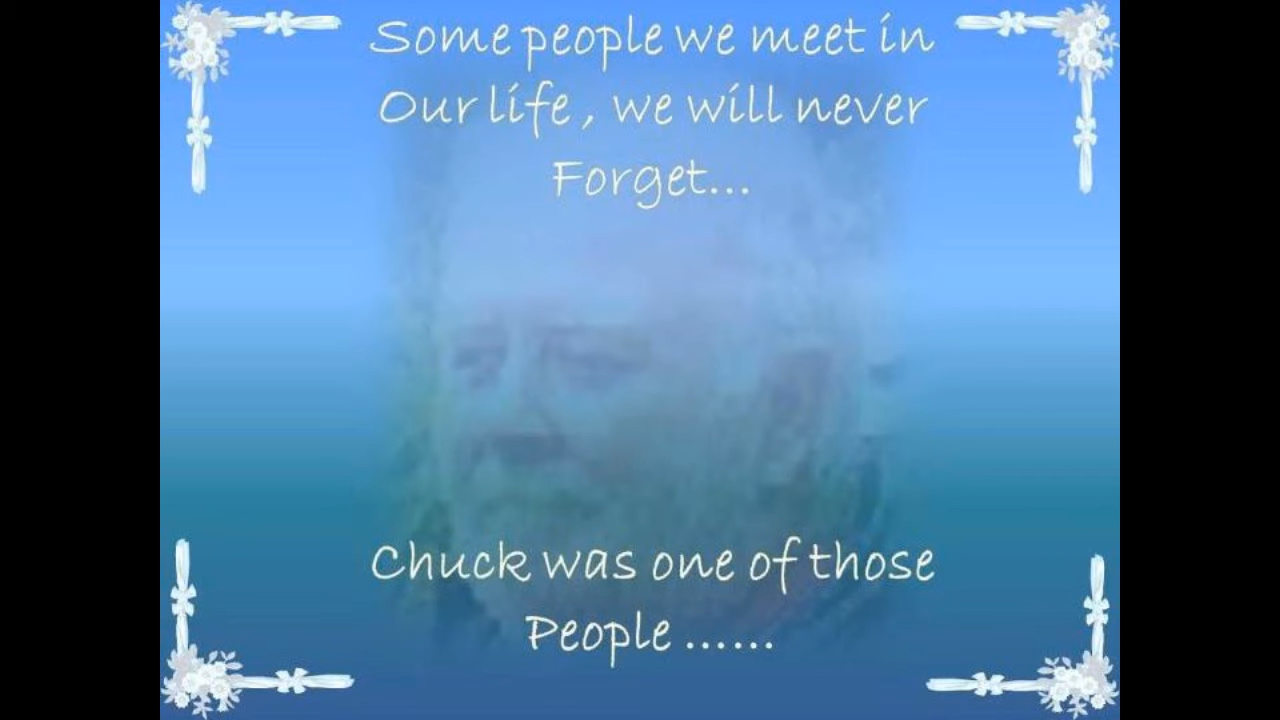 Some people we meet in
Our life , we will never
Forget...
Chuck was one of those
People ......